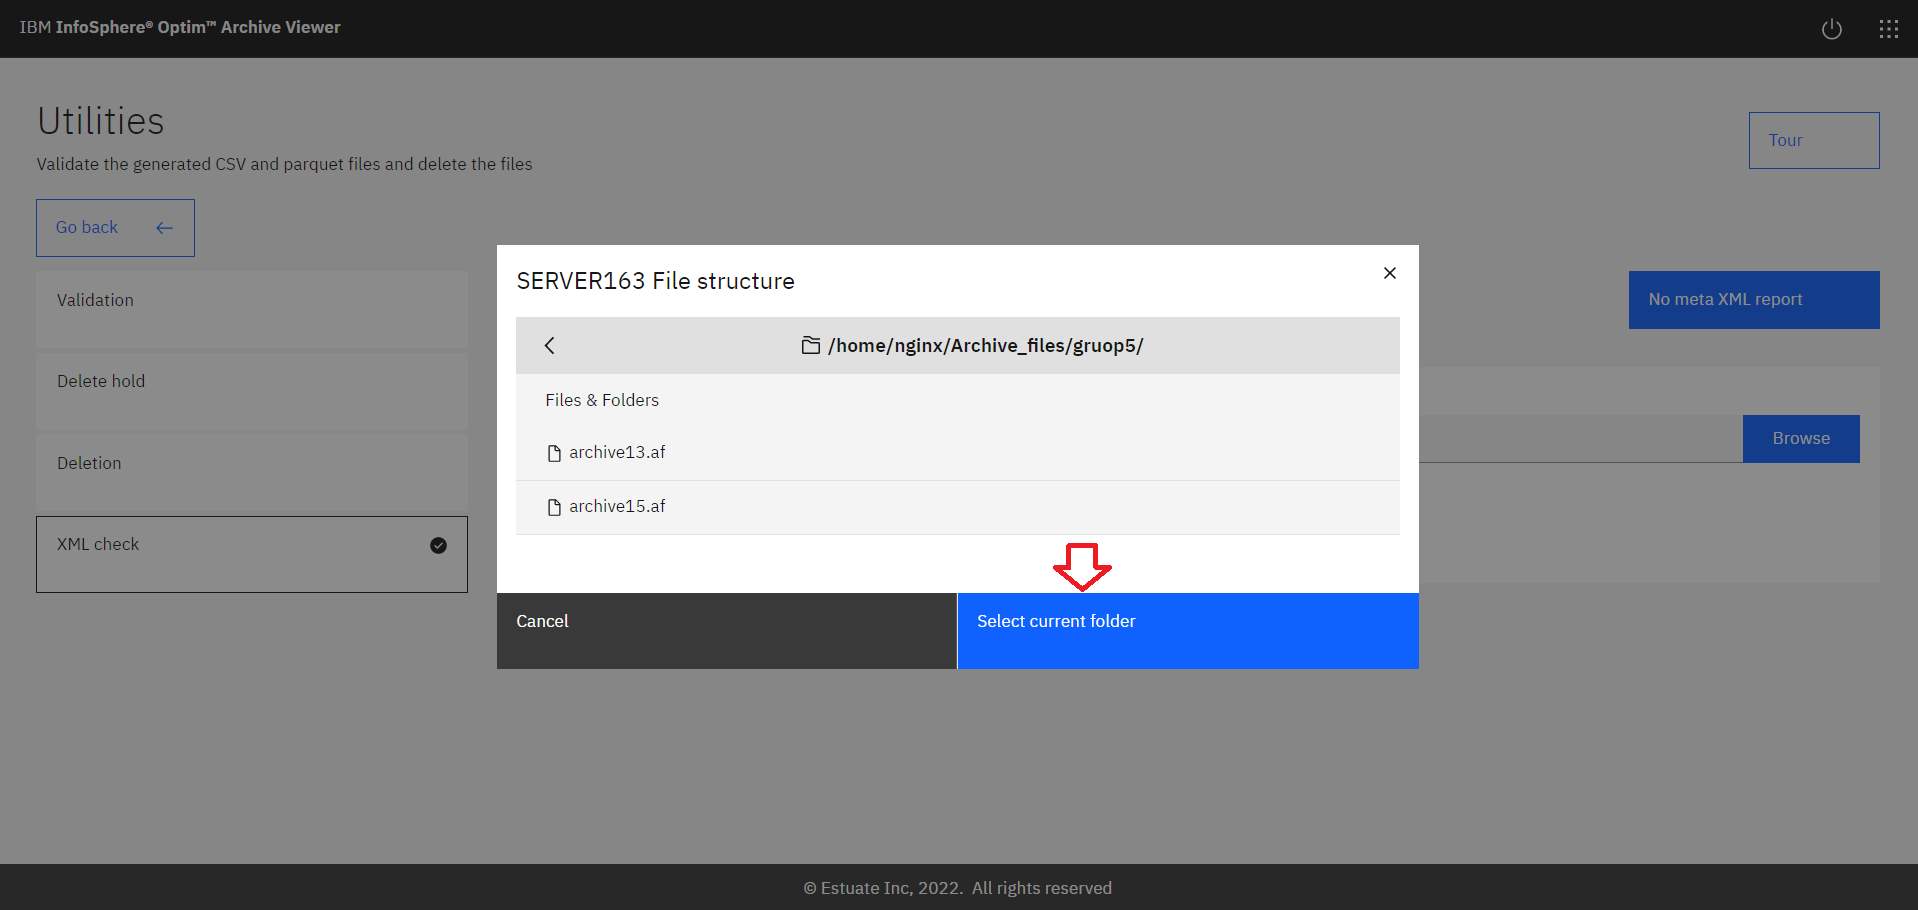 IBM InfoSphere® Optim™ Archive Viewer
Utilities
Validate the generated CSV and parquet files and delete the files
Tour
Go back
Validation
Delete hold
Deletion
XML check
No meta XML report
Browse
SERVER163 File structure
/home/nginx/Archive_files/gruop5/
Files & Folders
archive13.af
archive15.af
Cancel
Select current folder
© Estuate Inc, 2022. All rights reserved